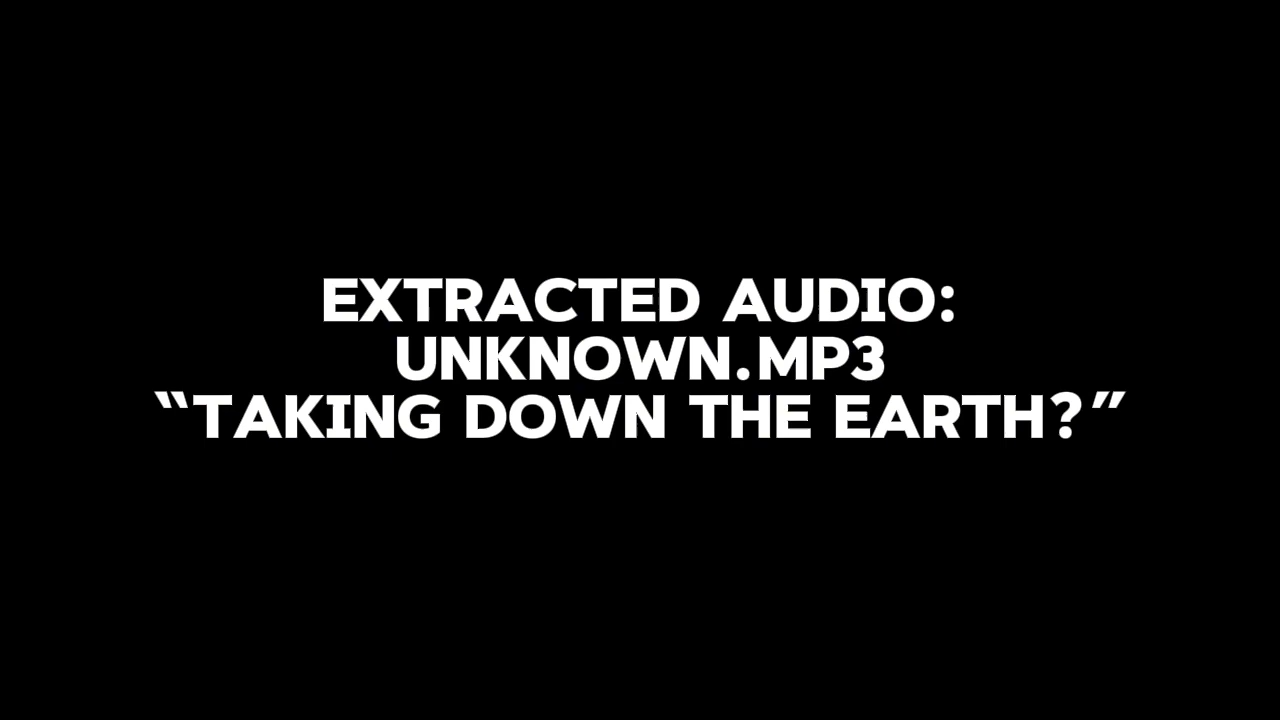 EXTRACTED AUDIO:
UNKNOWN.MP3
“TAKING DOWN THE EARTH?”